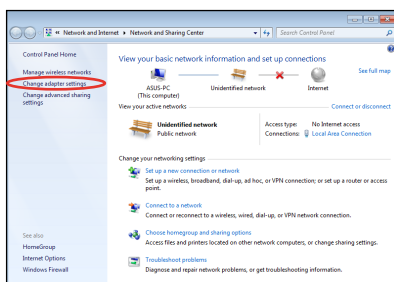 « Network and Internet ▸ Network and Sharing Center
Search Control Panel
Control Panel Home
Manage wireless networks
Change adapter settings
Change advanced sharing
settings
See also
HomeGroup
Internet Options
Windows Firewall
View your basic network information and set up connections
See full map
ASUS-PC
(This computer)
Unidentified network
Internet
View your active networks
Connect or disconnect
Unidentified network
Public network
Access type: No Internet access
Connections: Local Area Connection
Change your networking settings
Set up a new connection or network
Set up a wireless, broadband, dial-up, ad hoc, or VPN connection; or set up a router or access
point.
Connect to a network
Connect or reconnect to a wireless, wired, dial-up, or VPN network connection.
Choose homegroup and sharing options
Access files and printers located on other network computers, or change sharing settings.
Troubleshoot problems
Diagnose and repair network problems, or get troubleshooting information.